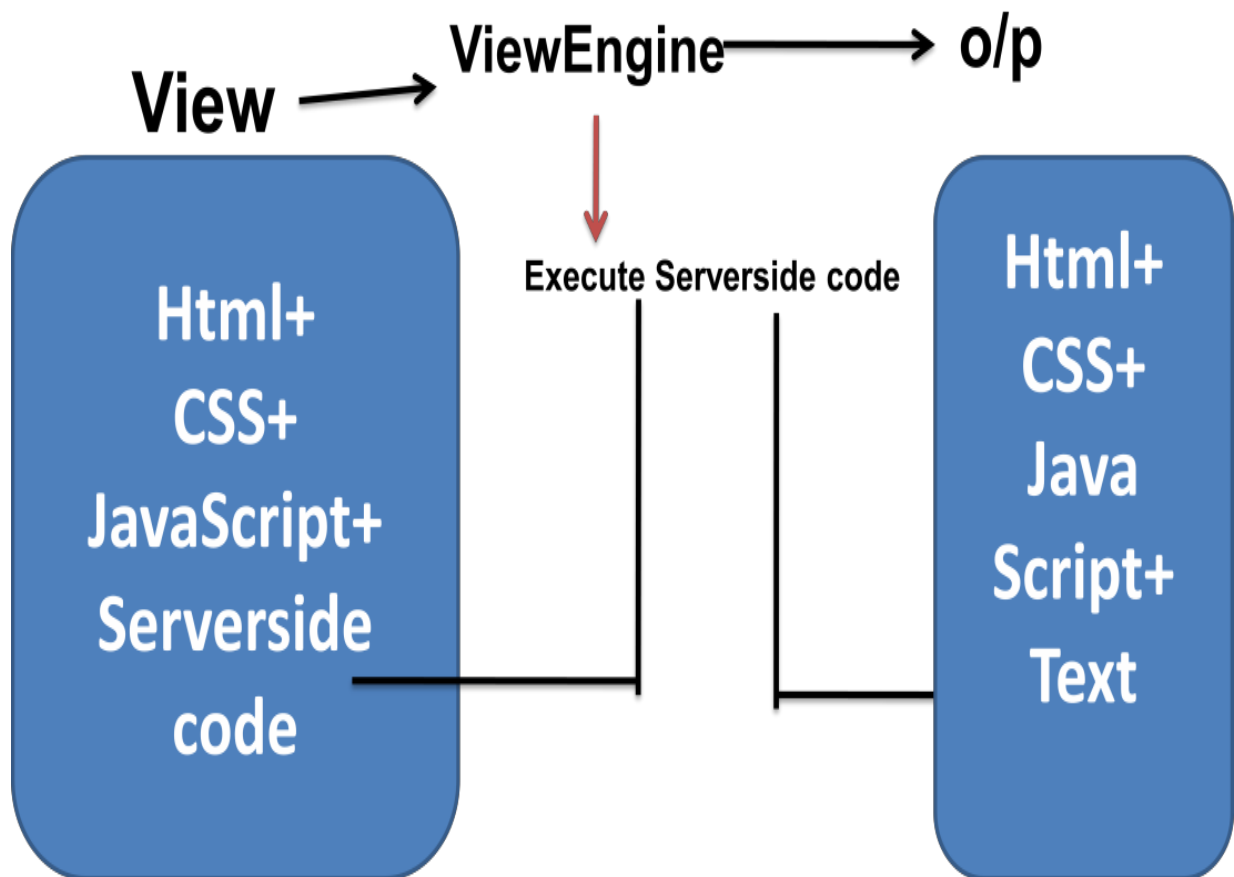 View
ViewEngine
o/p
Html+
CSS+
JavaScript+
Serverside
code
Execute Serverside code
Html+
CSS+
Java
Script+
Text